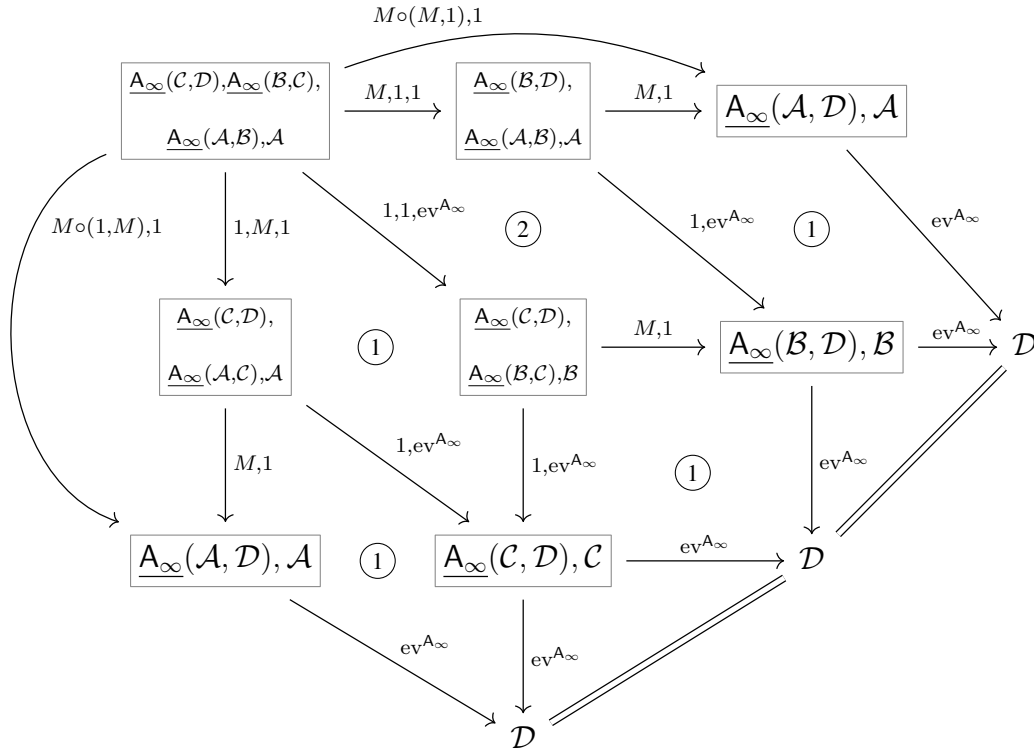 M∘(M,1),1
A∞(𝒞,𝒟),A∞(ℬ,𝒞),
A∞(𝒜,ℬ),𝒜
M,1,1
A∞(ℬ,𝒟),
A∞(𝒜,ℬ),𝒜
M,1
A∞(𝒜,𝒟),𝒜
M∘(1,M),1
1,M,1
1,1,ev^A∞
2
1,ev^A∞
1
ev^A∞
A∞(𝒞,𝒟),
A∞(𝒜,𝒞),𝒜
1
A∞(𝒞,𝒟),
A∞(ℬ,𝒞),ℬ
M,1
A∞(ℬ,𝒟),ℬ
ev^A∞
𝒟
M,1
1,ev^A∞
1,ev^A∞
1
ev^A∞
A∞(𝒜,𝒟),𝒜
1
A∞(𝒞,𝒟),𝒞
ev^A∞
𝒟
ev^A∞
ev^A∞
𝒟